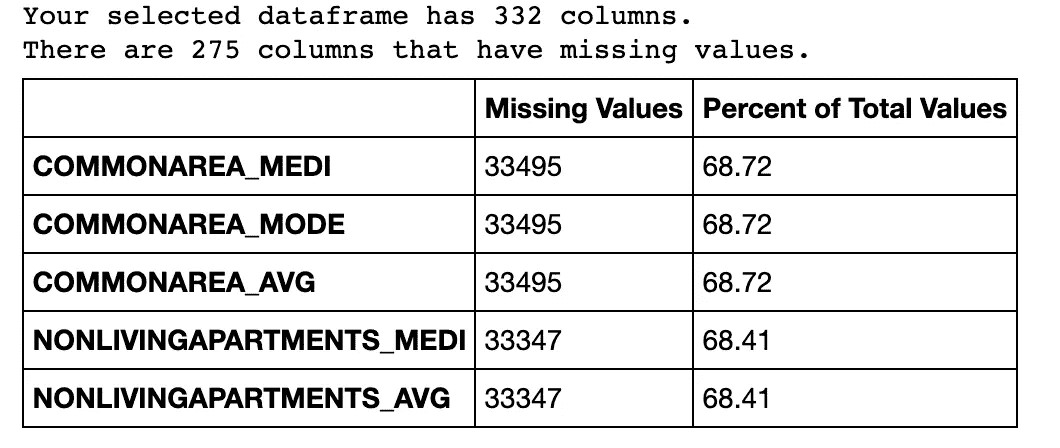 Your selected dataframe has 332 columns.
There are 275 columns that have missing values.
Missing Values Percent of Total Values
COMMONAREA_MEDI 33495 68.72
COMMONAREA_MODE 33495 68.72
COMMONAREA_AVG 33495 68.72
NONLIVINGAPARTMENTS_MEDI 33347 68.41
NONLIVINGAPARTMENTS_AVG 33347 68.41